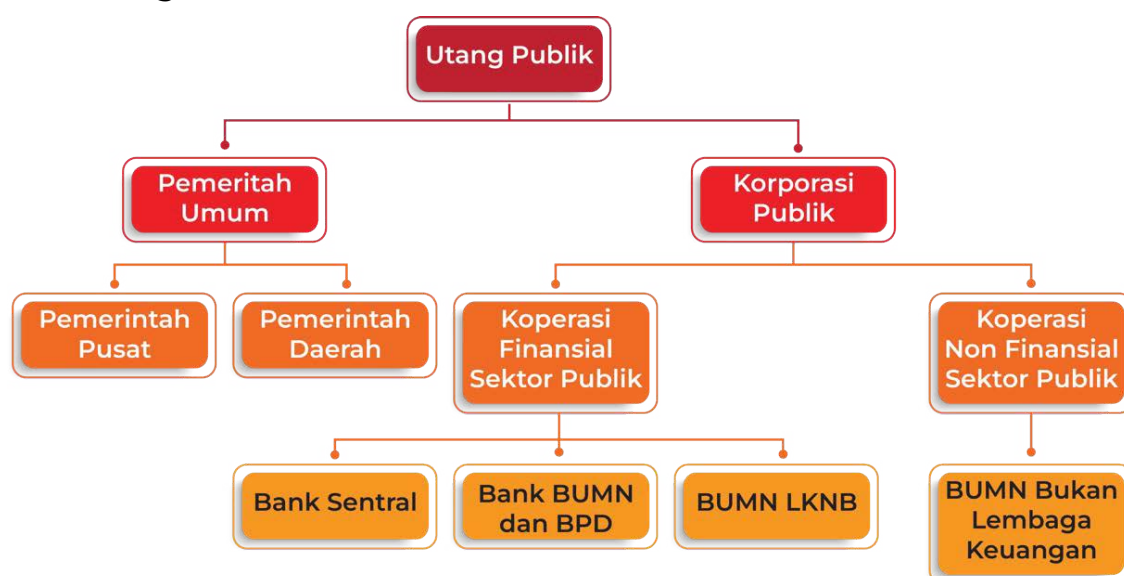 Utang Publik
Pemeritah
Umum
Korporasi
Publik
Pemerintah
Pusat
Pemerintah
Daerah
Koperasi
Finansial
Sektor Publik
Koperasi
Non Finansial
Sektor Publik
Bank Sentral
Bank BUMN
dan BPD
BUMN LKNB
BUMN Bukan
Lembaga
Keuangan